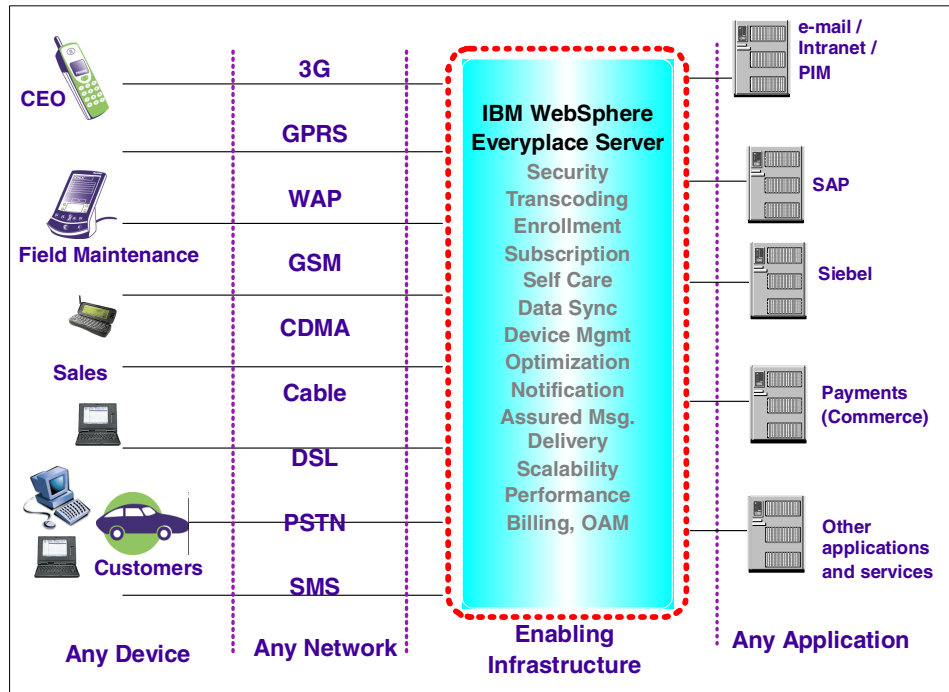 CEO
Field Maintenance
Sales
Customers
Any Device
3G
GPRS
WAP
GSM
CDMA
Cable
DSL
PSTN
SMS
Any Network
IBM WebSphere
Everyplace Server
Security
Transcoding
Enrollment
Subscription
Self Care
Data Sync
Device Mgmt
Optimization
Notification
Assured Msg.
Delivery
Scalability
Performance
Billing, OAM
Enabling
Infrastructure
e-mail /
Intranet /
PIM
SAP
Siebel
Payments
(Commerce)
Other
applications
and services
Any Application